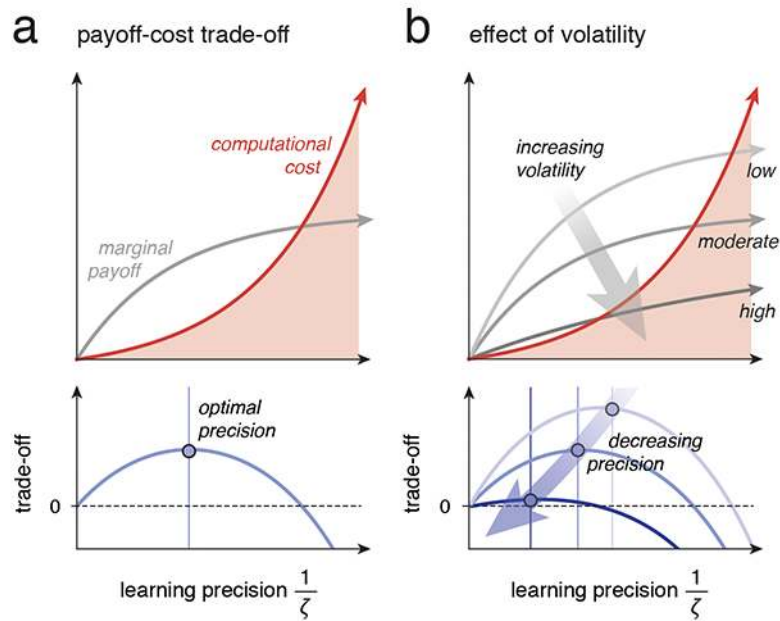 a payoff-cost trade-off
computational
cost
marginal
payoff
optimal
precision
trade-off
0
learning precision 1/ζ
b effect of volatility
increasing
volatility
low
moderate
high
decreasing
precision
trade-off
0
learning precision 1/ζ